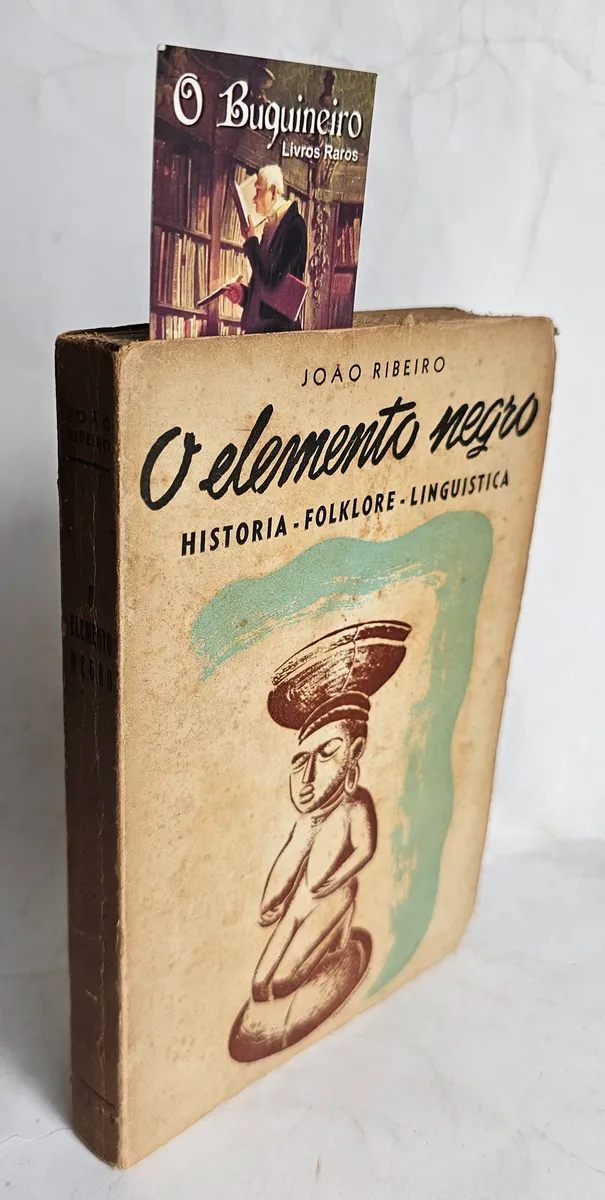 O Buquineiro
Livros Raros
JOÃO RIBEIRO
O elemento negro
HISTORIA - FOLKLORE - LINGUISTICA
JOÃO
RIBEIRO
O
ELEMENTO
NEGRO